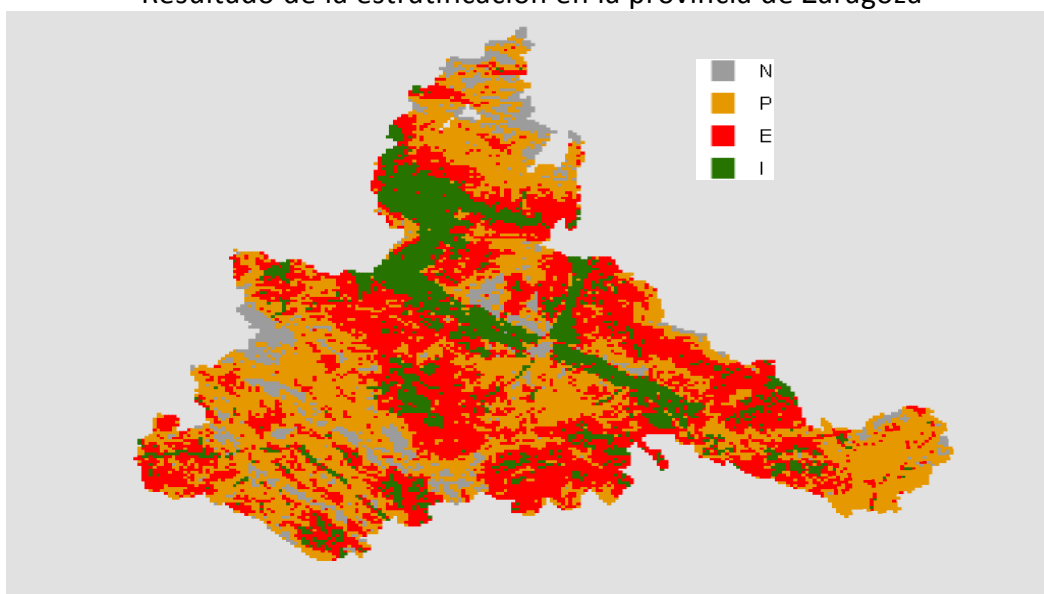 Resultado de la estratificación en la provincia de Zaragoza
N
P
E
I